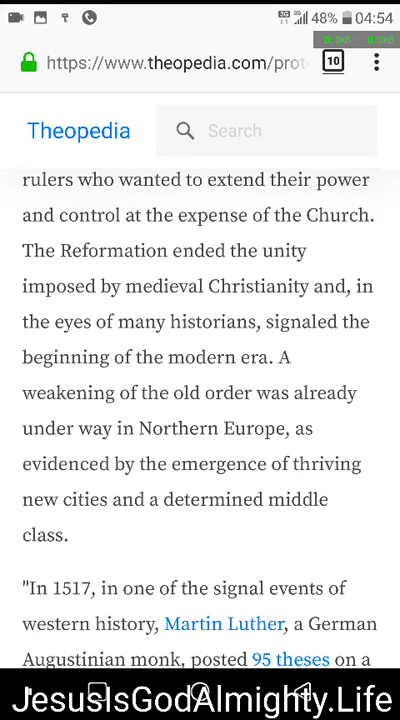 48% 04:54
https://www.theopedia.com/prot
10
Theopedia
Search
rulers who wanted to extend their power
and control at the expense of the Church.
The Reformation ended the unity
imposed by medieval Christianity and, in
the eyes of many historians, signaled the
beginning of the modern era. A
weakening of the old order was already
under way in Northern Europe, as
evidenced by the emergence of thriving
new cities and a determined middle
class.
"In 1517, in one of the signal events of
western history, Martin Luther, a German
Augustinian monk, posted 95 theses on a
JesusIsGodAlmighty.Life